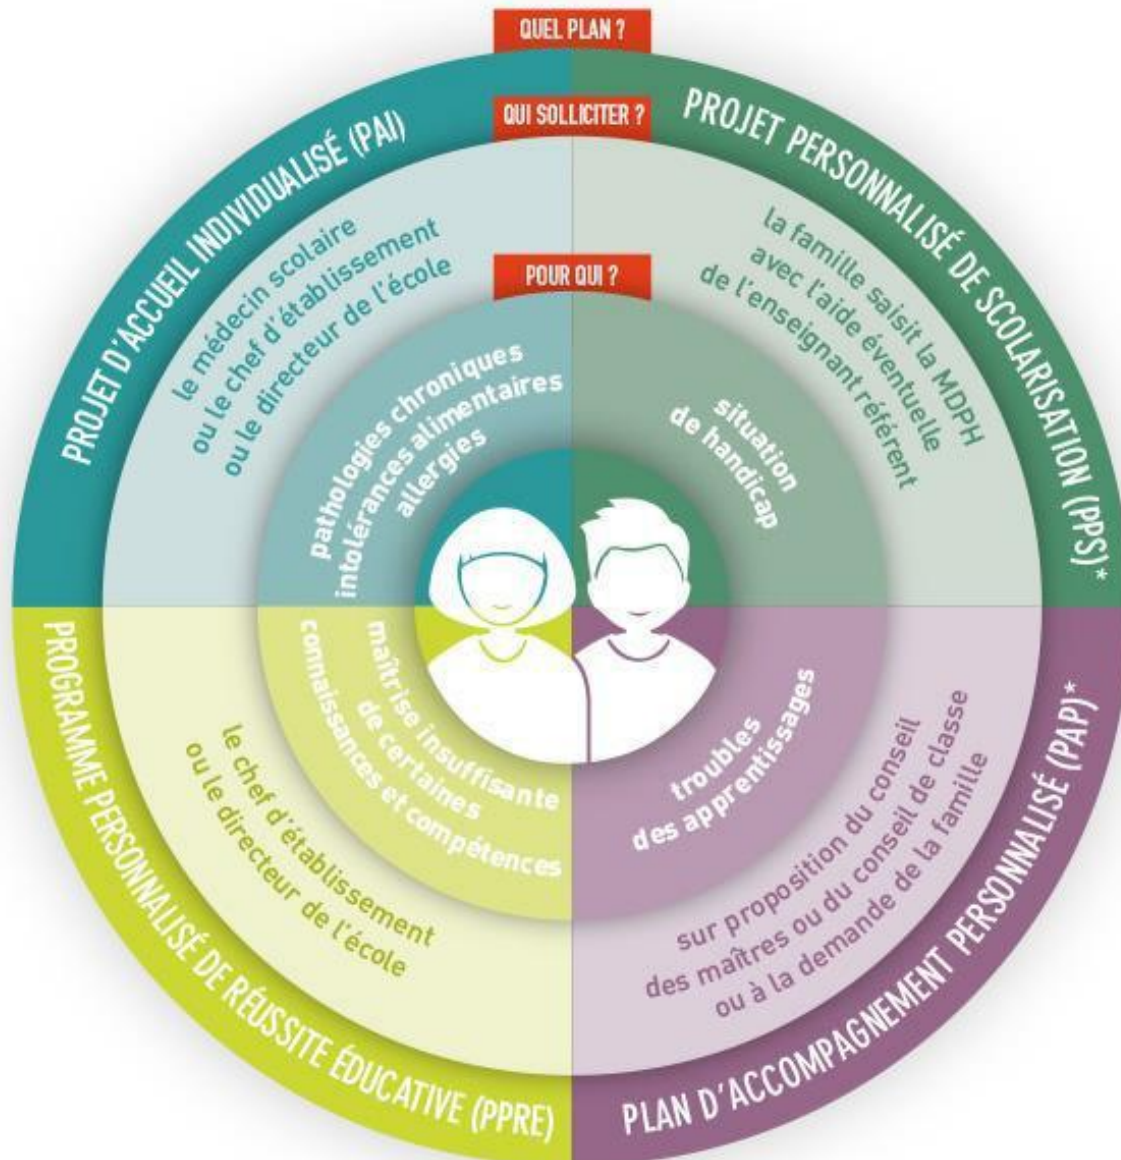 QUEL PLAN ?
QUI SOLLICITER ?
POUR QUI ?
PROJET D'ACCUEIL INDIVIDUALISÉ (PAI)
le médecin scolaire
ou le chef d'établissement
ou le directeur de l'école
pathologies chroniques
intolérances alimentaires
allergies
PROJET PERSONNALISÉ DE SCOLARISATION (PPS)*
la famille saisit la MDPH
avec l'aide éventuelle
de l'enseignant référent
situation
de handicap
PROGRAMME PERSONNALISÉ DE RÉUSSITE ÉDUCATIVE (PPRE)
le chef d'établissement
ou le directeur de l'école
maîtrise insuffisante
de certaines
connaissances et compétences
PLAN D'ACCOMPAGNEMENT PERSONNALISÉ (PAP)*
sur proposition du conseil
des maîtres ou du conseil de classe
ou à la demande de la famille
troubles
des apprentissages